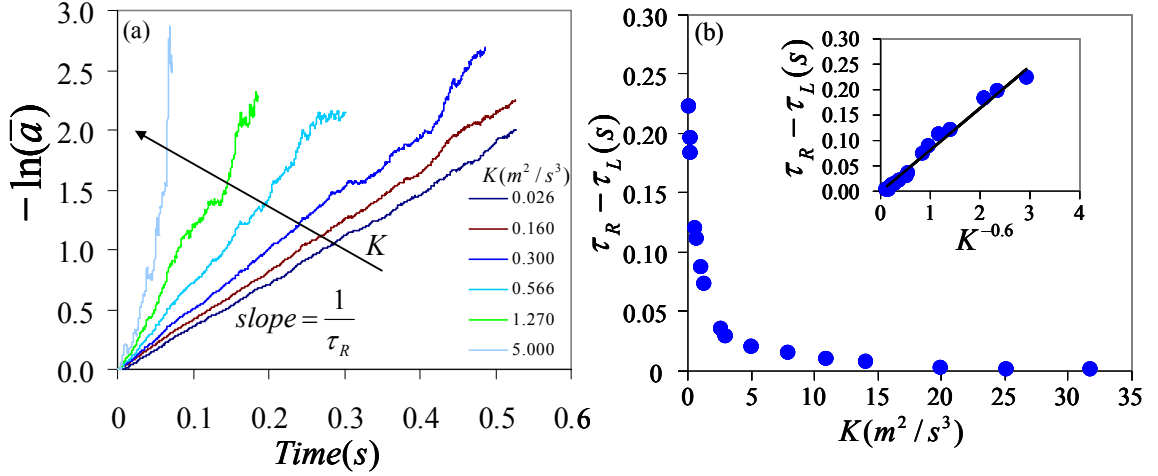 (a)
3.0
2.5
2.0
1.5
1.0
0.5
0.0
−ln(a̅)
K(m²/s³)
0.026
0.160
0.300
0.566
1.270
5.000
K
slope = 1/τ_R
0 0.1 0.2 0.3 0.4 0.5 0.6
Time(s)
(b)
0.30
0.25
0.20
0.15
0.10
0.05
0
τ_R − τ_L(s)
0 5 10 15 20 25 30 35
K(m²/s³)
0.30
0.25
0.20
0.15
0.10
0.05
0.00
τ_R − τ_L(s)
0 1 2 3 4
K^−0.6